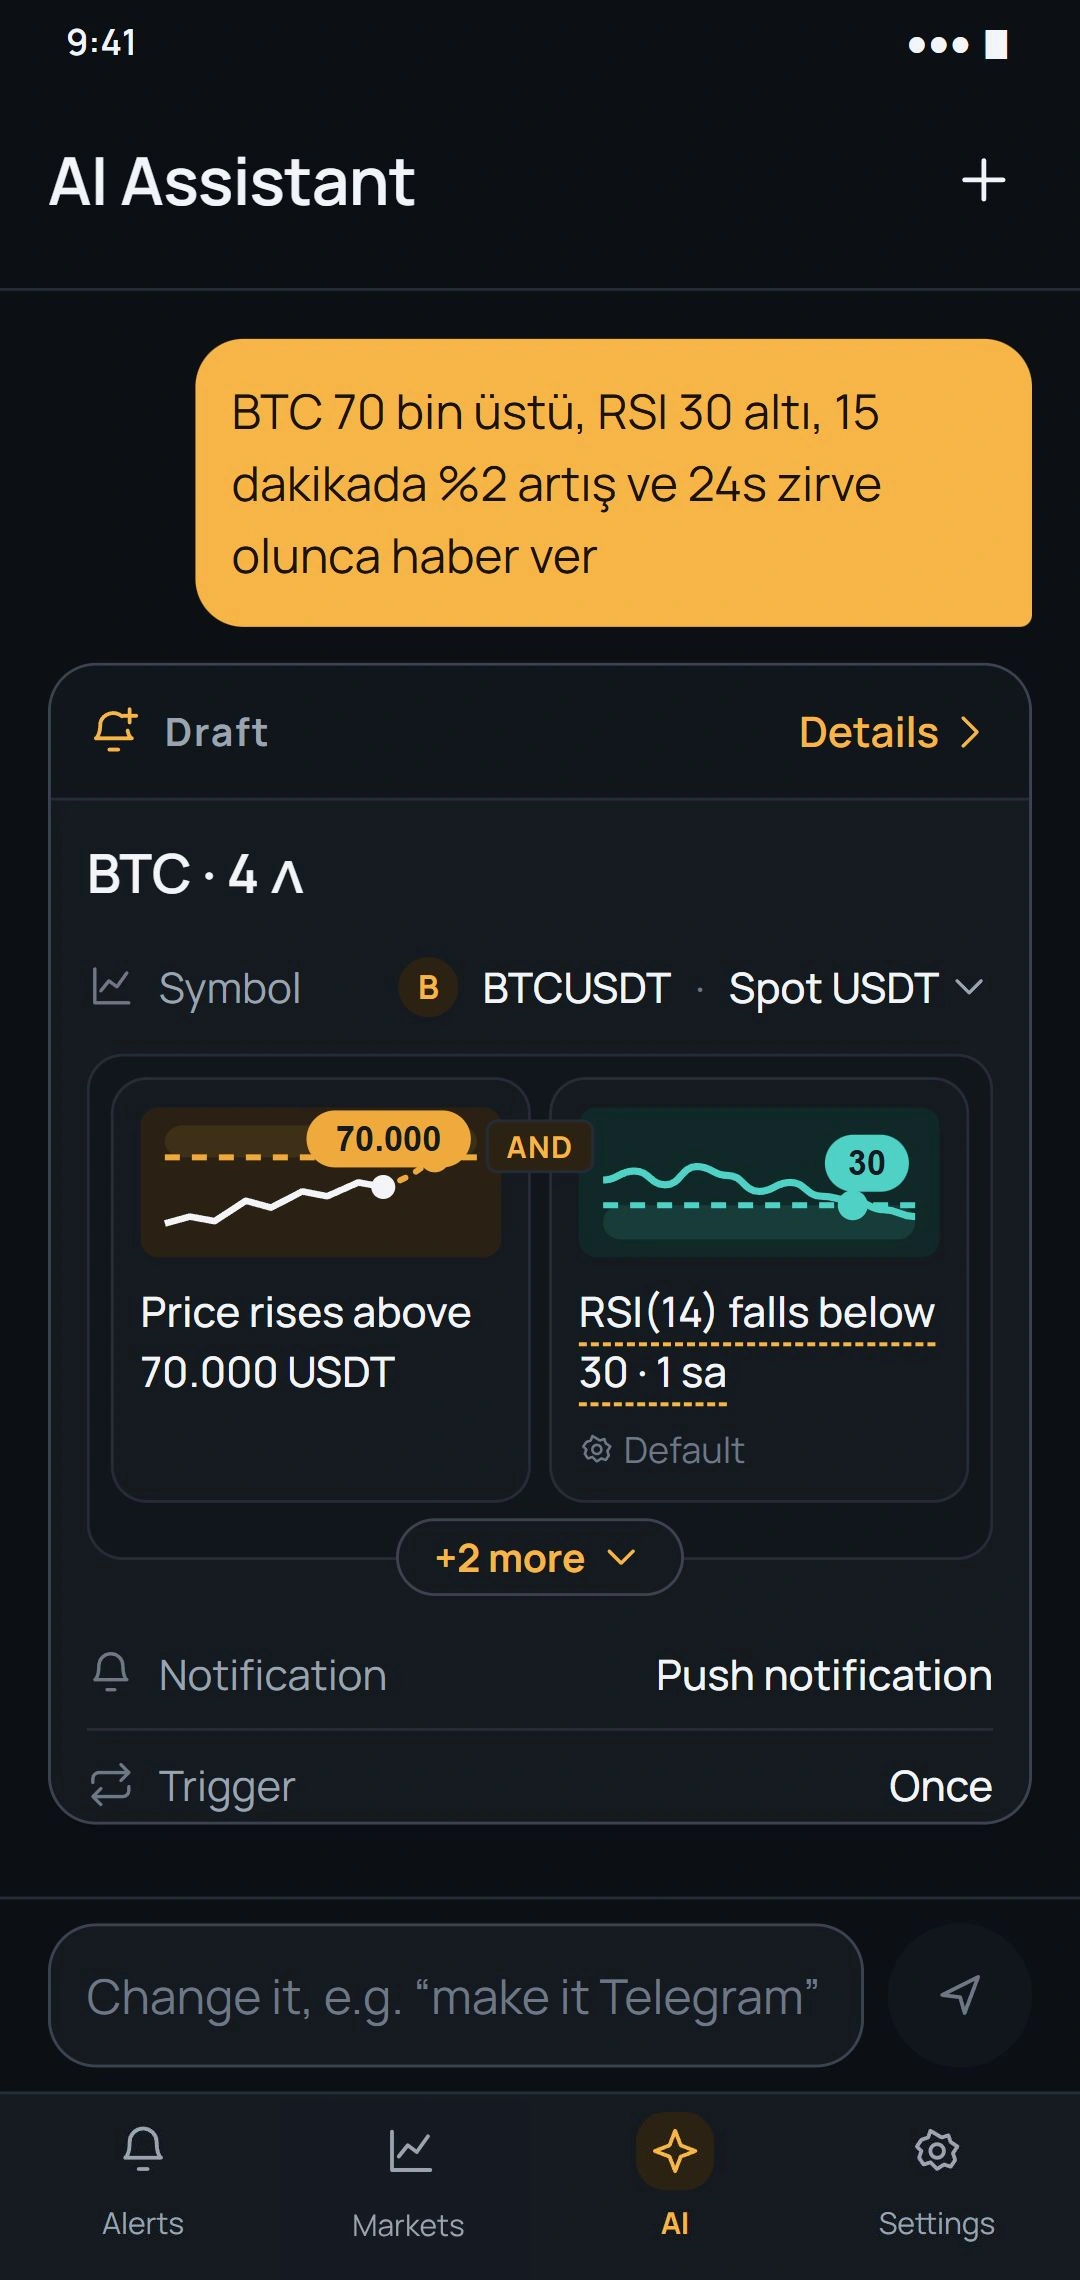 9:41
AI Assistant
BTC 70 bin üstü, RSI 30 altı, 15
dakikada %2 artış ve 24s zirve
olunca haber ver
Draft
Details
BTC · 4 ∧
Symbol
B BTCUSDT · Spot USDT
70.000
AND
30
Price rises above
70.000 USDT
RSI(14) falls below
30 · 1 sa
Default
+2 more
Notification
Push notification
Trigger
Once
Change it, e.g. “make it Telegram”
Alerts
Markets
AI
Settings